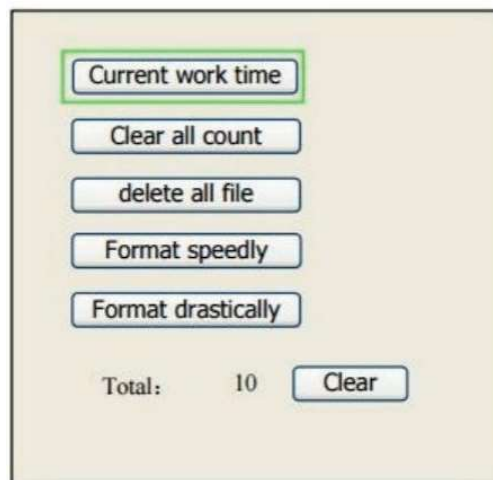 Current work time
Clear all count
delete all file
Format speedly
Format drastically
Total： 10 Clear